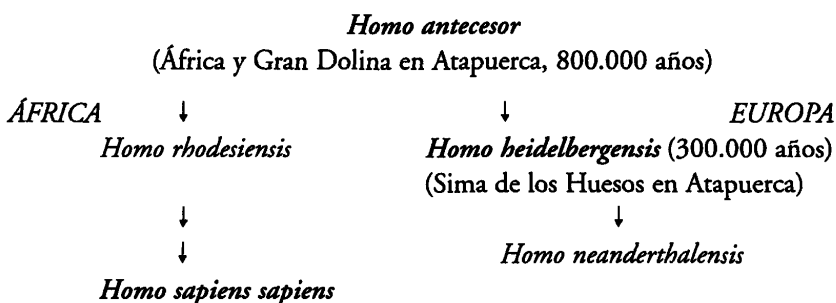 Homo antecesor
(África y Gran Dolina en Atapuerca, 800.000 años)
ÁFRICA ↓ ↓ EUROPA
Homo rhodesiensis Homo heidelbergensis (300.000 años)
(Sima de los Huesos en Atapuerca)
↓ ↓
↓ Homo neanderthalensis
Homo sapiens sapiens